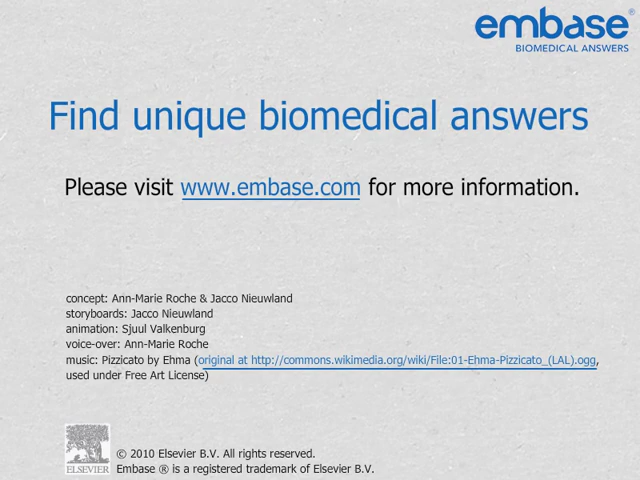 embase®
BIOMEDICAL ANSWERS
Find unique biomedical answers
Please visit www.embase.com for more information.
concept: Ann-Marie Roche & Jacco Nieuwland
storyboards: Jacco Nieuwland
animation: Sjuul Valkenburg
voice-over: Ann-Marie Roche
music: Pizzicato by Ehma (original at http://commons.wikimedia.org/wiki/File:01-Ehma-Pizzicato_(LAL).ogg,
used under Free Art License)
ELSEVIER
© 2010 Elsevier B.V. All rights reserved.
Embase ® is a registered trademark of Elsevier B.V.